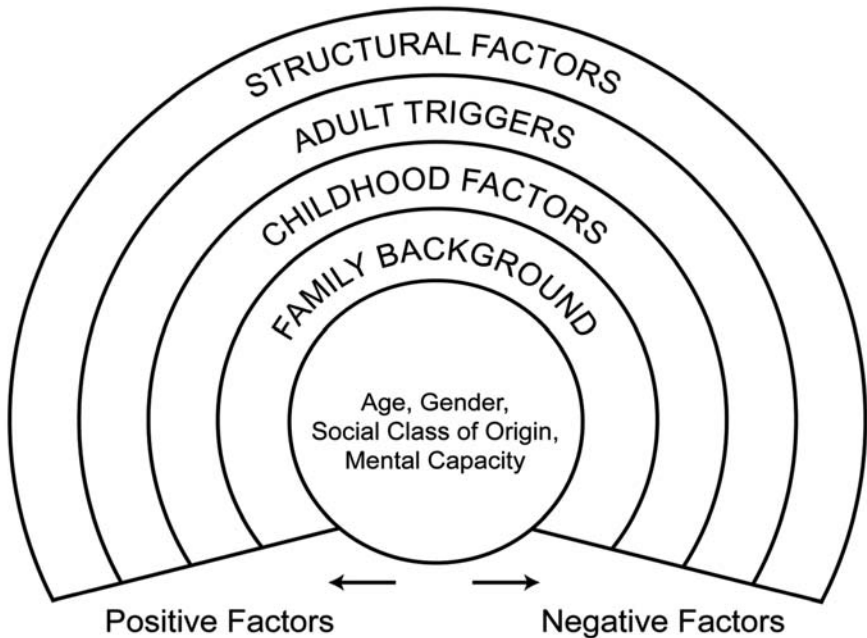 STRUCTURAL FACTORS
ADULT TRIGGERS
CHILDHOOD FACTORS
FAMILY BACKGROUND
Age, Gender,
Social Class of Origin,
Mental Capacity
Positive Factors
Negative Factors